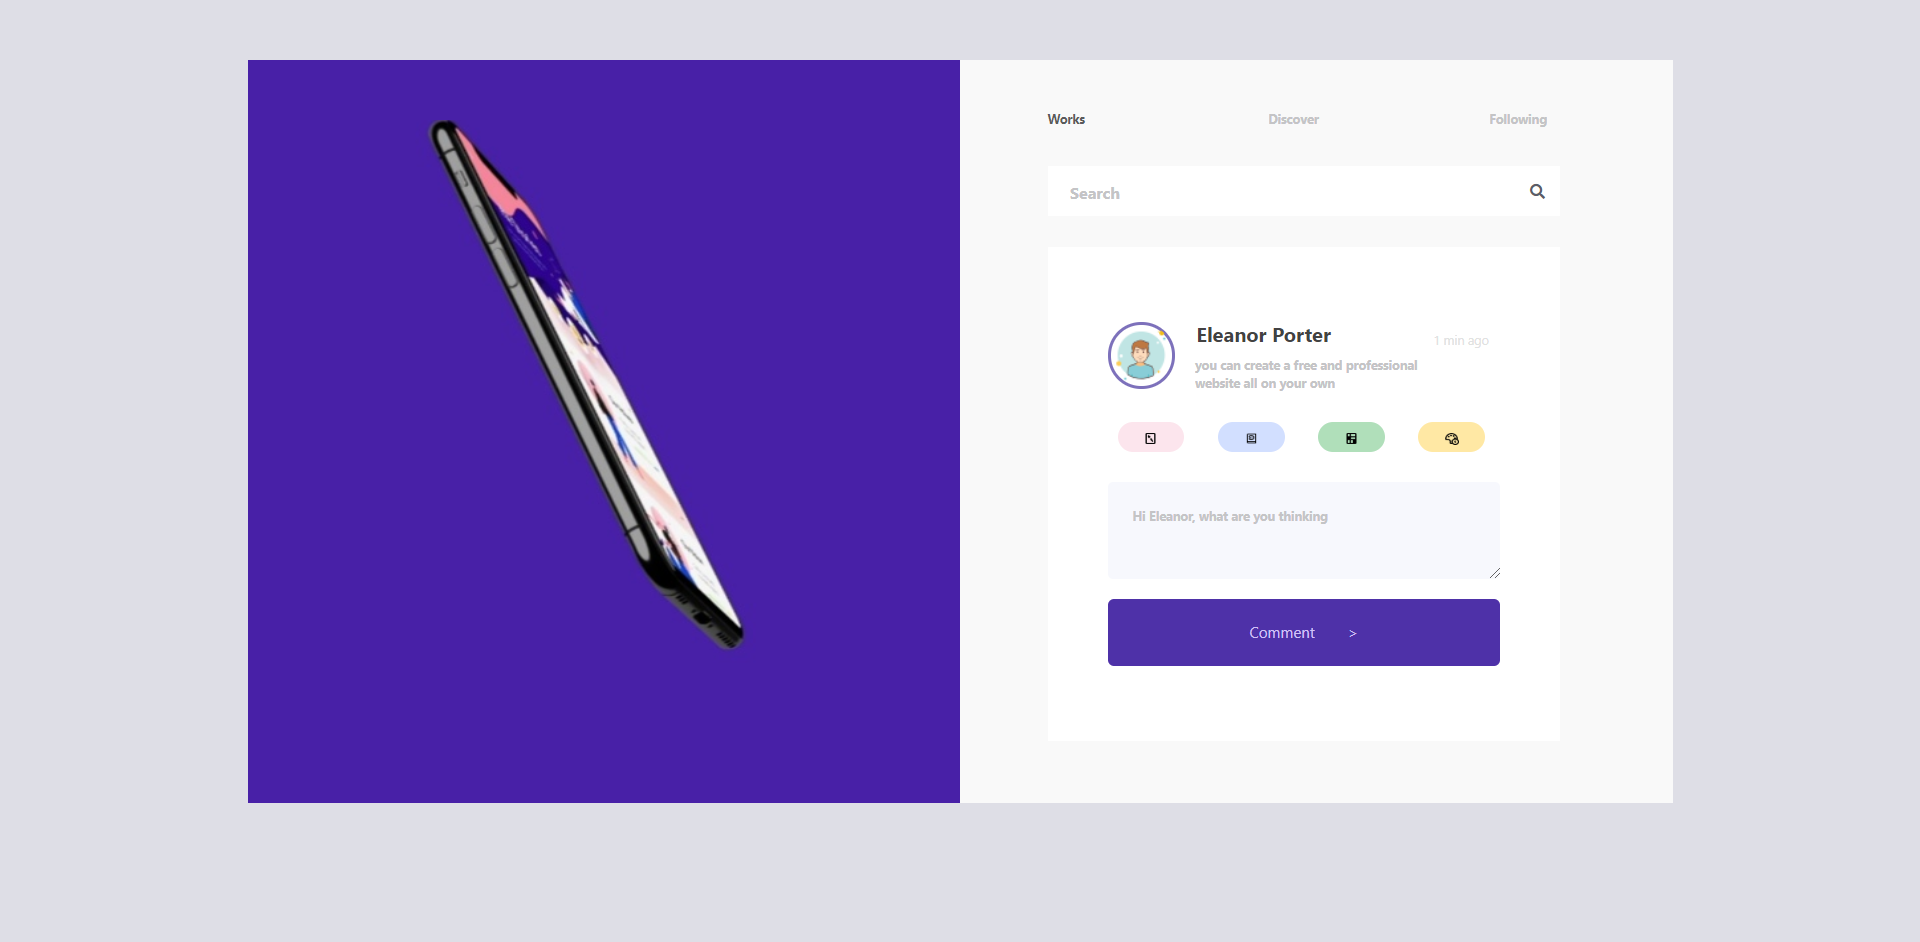 Works
Discover
Following
Search
Eleanor Porter
1 min ago
you can create a free and professional
website all on your own
Hi Eleanor, what are you thinking
Comment >